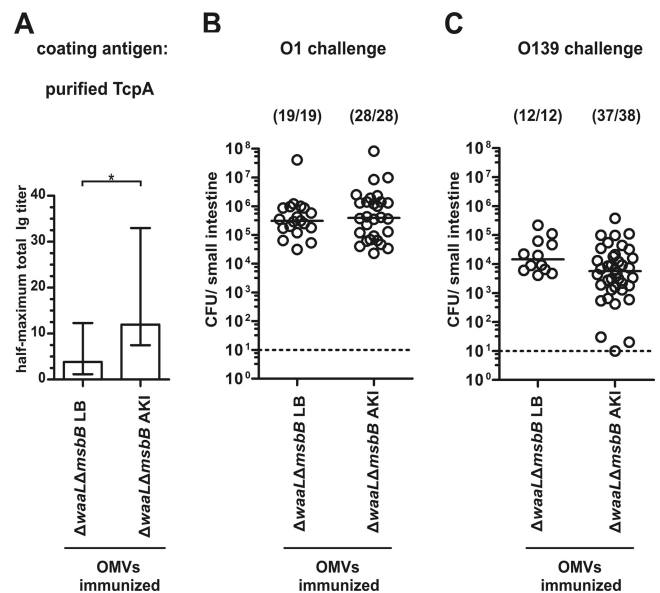 A
coating antigen:
purified TcpA
*
half-maximum total Ig titer
40
30
20
10
0
ΔwaaLΔmsbB LB
ΔwaaLΔmsbB AKI
OMVs
immunized
B
O1 challenge
(19/19) (28/28)
CFU/ small intestine
10⁸
10⁷
10⁶
10⁵
10⁴
10³
10²
10¹
10⁰
ΔwaaLΔmsbB LB
ΔwaaLΔmsbB AKI
OMVs
immunized
C
O139 challenge
(12/12) (37/38)
CFU/ small intestine
10⁸
10⁷
10⁶
10⁵
10⁴
10³
10²
10¹
10⁰
ΔwaaLΔmsbB LB
ΔwaaLΔmsbB AKI
OMVs
immunized